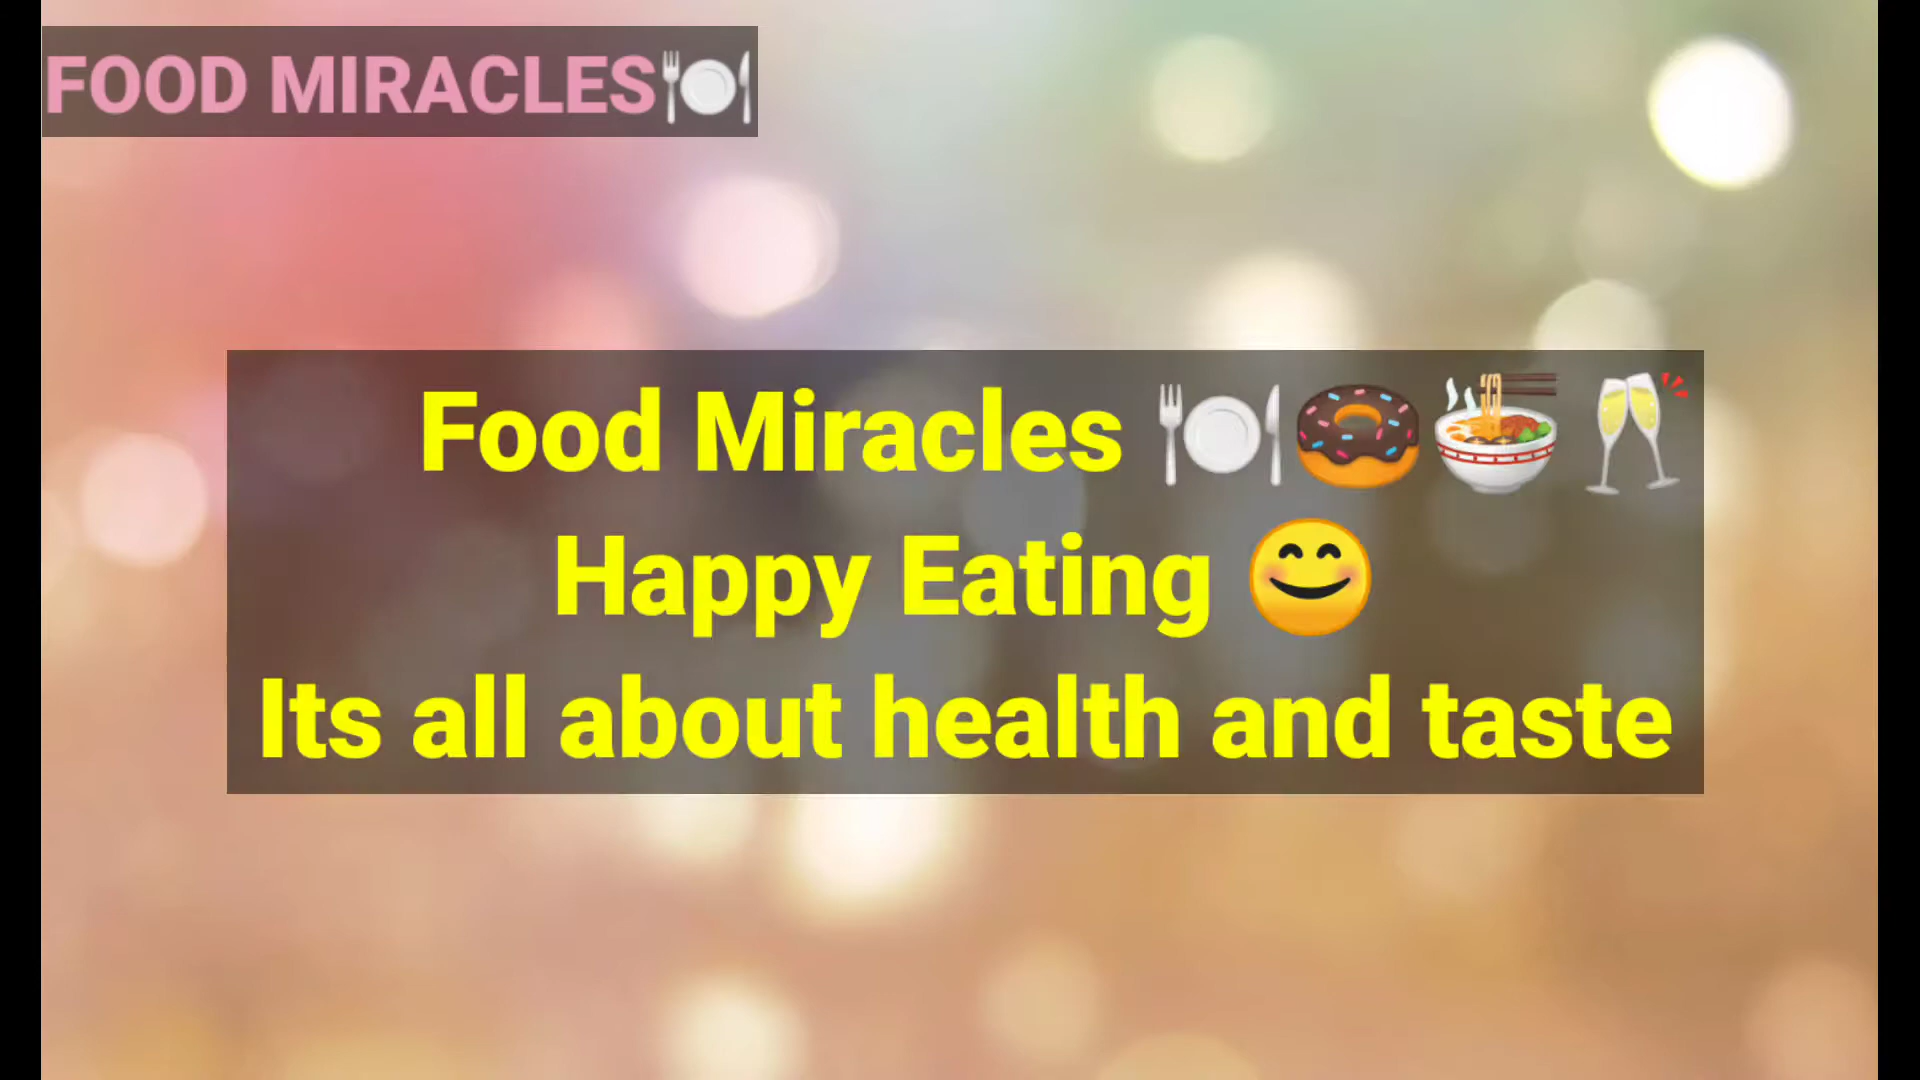 FOOD MIRACLES🍽️
Food Miracles 🍽️🍩🍜🥂
Happy Eating 😊
Its all about health and taste